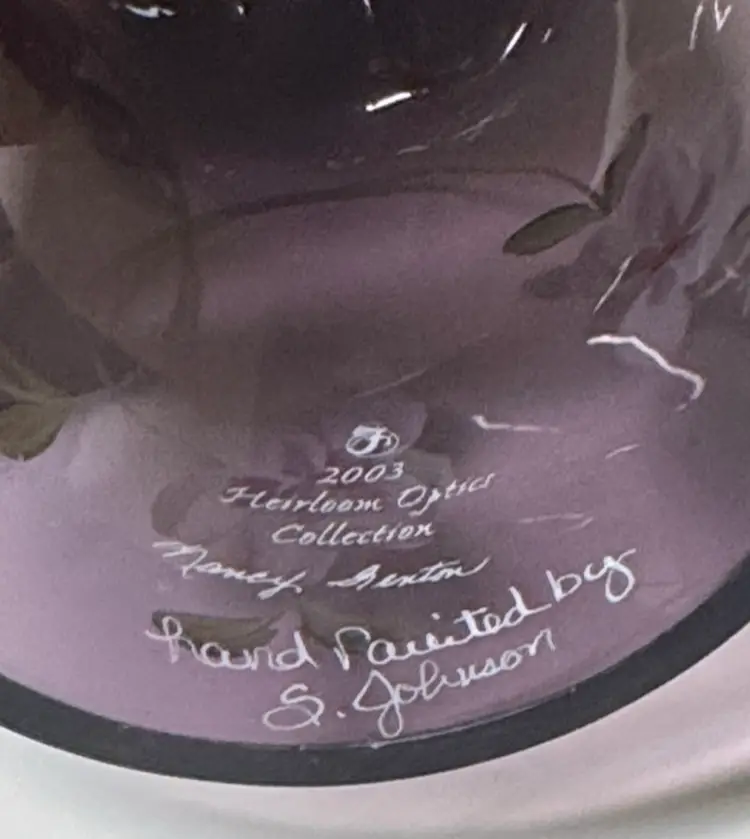 2003
Heirloom Optics
Collection
Nancy Fenton
hand Painted by
S. Johnson